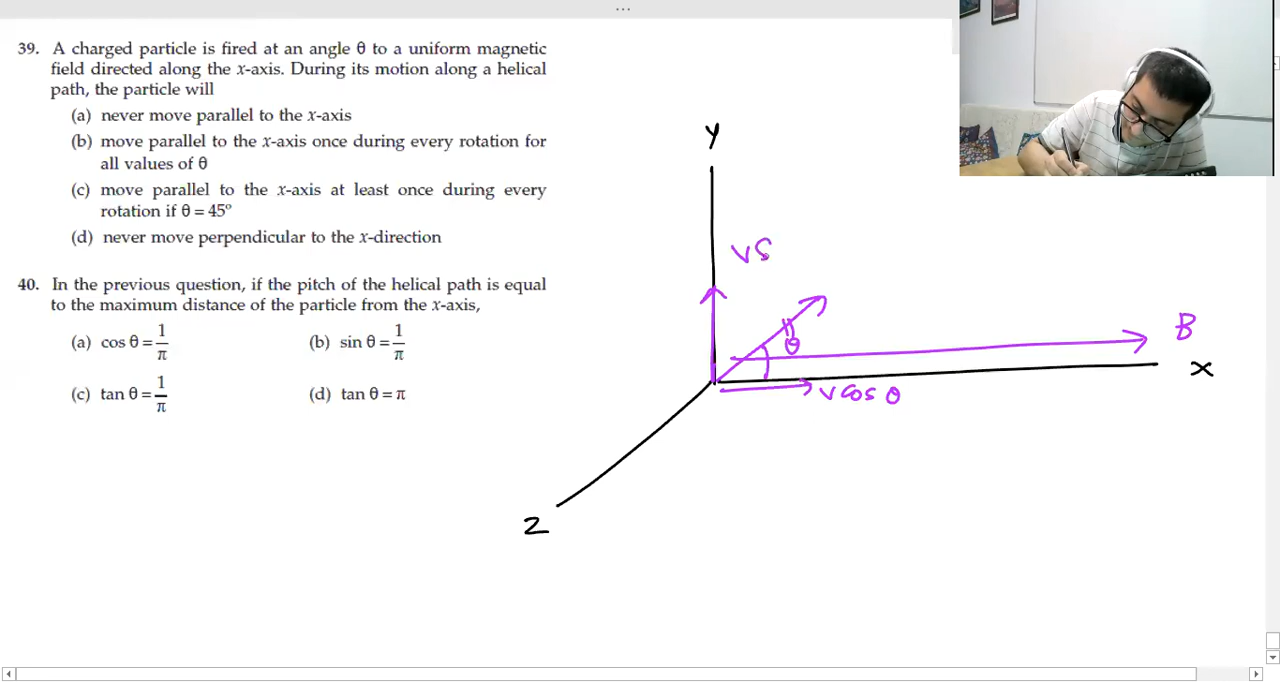 39. A charged particle is fired at an angle θ to a uniform magnetic
field directed along the x-axis. During its motion along a helical
path, the particle will
(a) never move parallel to the x-axis
(b) move parallel to the x-axis once during every rotation for
all values of θ
(c) move parallel to the x-axis at least once during every
rotation if θ = 45°
(d) never move perpendicular to the x-direction
40. In the previous question, if the pitch of the helical path is equal
to the maximum distance of the particle from the x-axis,
(a) cos θ = 1/π
(b) sin θ = 1/π
(c) tan θ = 1/π
(d) tan θ = π
Y
VS
θ
B
X
V cos θ
Z